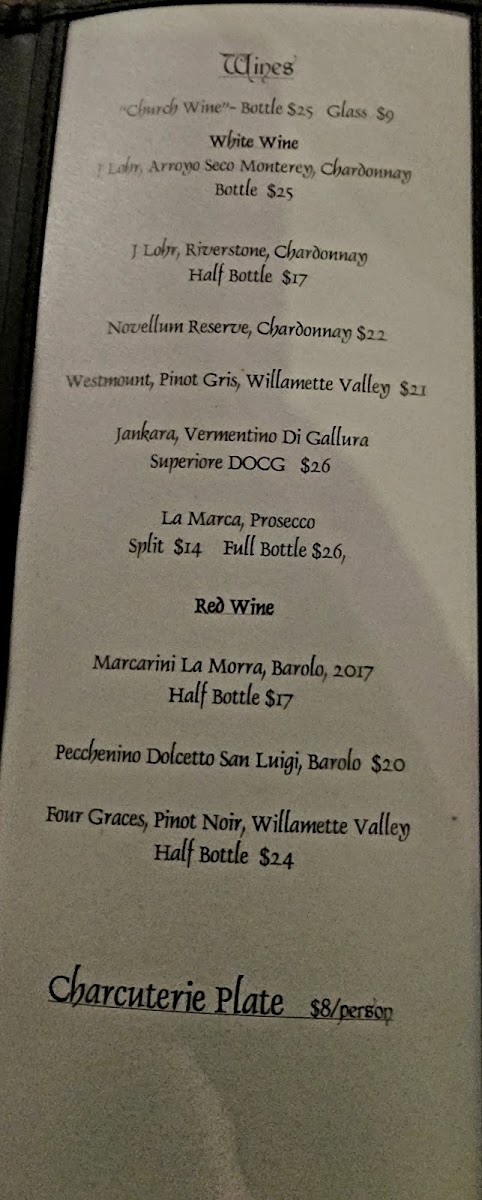 Wines
"Church Wine"- Bottle $25 Glass $9
White Wine
J Lohr, Arroyo Seco Monterey, Chardonnay
Bottle $25
J Lohr, Riverstone, Chardonnay
Half Bottle $17
Novellum Reserve, Chardonnay $22
Westmount, Pinot Gris, Willamette Valley $21
Jankara, Vermentino Di Gallura
Superiore DOCG $26
La Marca, Prosecco
Split $14 Full Bottle $26,
Red Wine
Marcarini La Morra, Barolo, 2017
Half Bottle $17
Pecchenino Dolcetto San Luigi, Barolo $20
Four Graces, Pinot Noir, Willamette Valley
Half Bottle $24
Charcuterie Plate $8/person